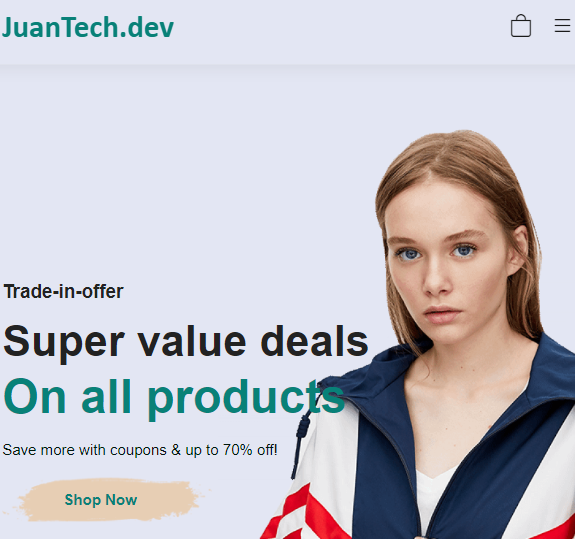 JuanTech.dev
Trade-in-offer
Super value deals
On all products
Save more with coupons & up to 70% off!
Shop Now